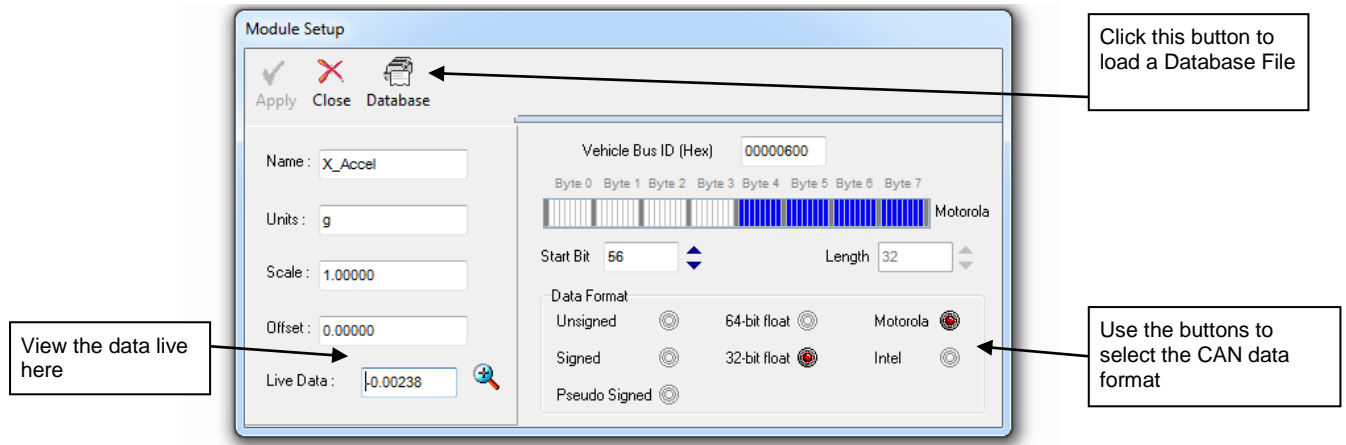 Module Setup
Apply Close Database
Click this button to
load a Database File
Name : X_Accel
Units : g
Scale : 1.00000
Offset : 0.00000
Live Data : -0.00238
View the data live
here
Vehicle Bus ID (Hex) 00000600
Byte 0 Byte 1 Byte 2 Byte 3 Byte 4 Byte 5 Byte 6 Byte 7
Motorola
Start Bit 56 Length 32
Data Format
Unsigned 64-bit float Motorola
Signed 32-bit float Intel
Pseudo Signed
Use the buttons to
select the CAN data
format